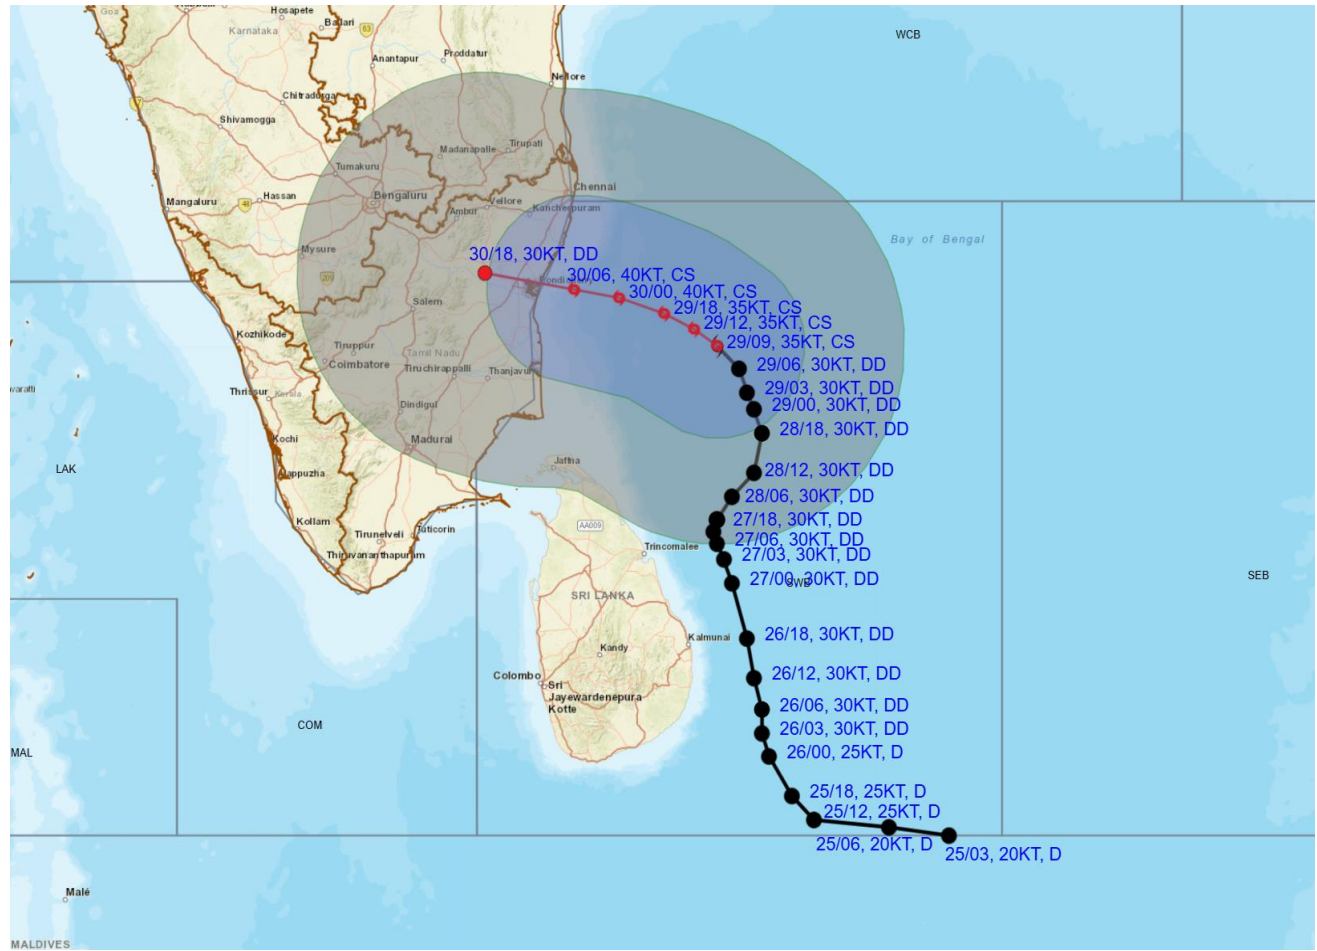 Goa
Hosapete
Ballari
Karnataka
63
WCB
Anantapur
Proddatur
Nellore
Chitradurga
Shivamogga
Madanapalle
Tirupati
Tumakuru
Chennai
Mangaluru
48
Hassan
Bengaluru
Ambur
Vellore
Kancheepuram
Mysure
209
Bay of Bengal
30/18, 30KT, DD
30/06, 40KT, CS
30/00, 40KT, CS
Salem
29/18, 35KT, CS
29/12, 35KT, CS
Kozhikode
Tiruppur
29/09, 35KT, CS
Tamil Nadu
Coimbatore
Tiruchirappalli
Thanjavur
29/06, 30KT, DD
varatti
Thrissur
Kerala
Dindigul
29/03, 30KT, DD
29/00, 30KT, DD
Kochi
Madurai
28/18, 30KT, DD
LAK
Jaffna
28/12, 30KT, DD
28/06, 30KT, DD
Kollam
Tirunelveli
Tuticorin
AA009
27/18, 30KT, DD
Thiruvananthapuram
Trincomalee
27/06, 30KT, DD
27/03, 30KT, DD
27/00, 30KT, DD
SWB
SEB
SRI LANKA
Kalmunai
26/18, 30KT, DD
Kandy
Colombo
Sri
Jayewardenepura
Kotte
26/12, 30KT, DD
26/06, 30KT, DD
COM
26/03, 30KT, DD
MAL
26/00, 25KT, D
25/18, 25KT, D
25/12, 25KT, D
25/06, 20KT, D
25/03, 20KT, D
Malé
MALDIVES